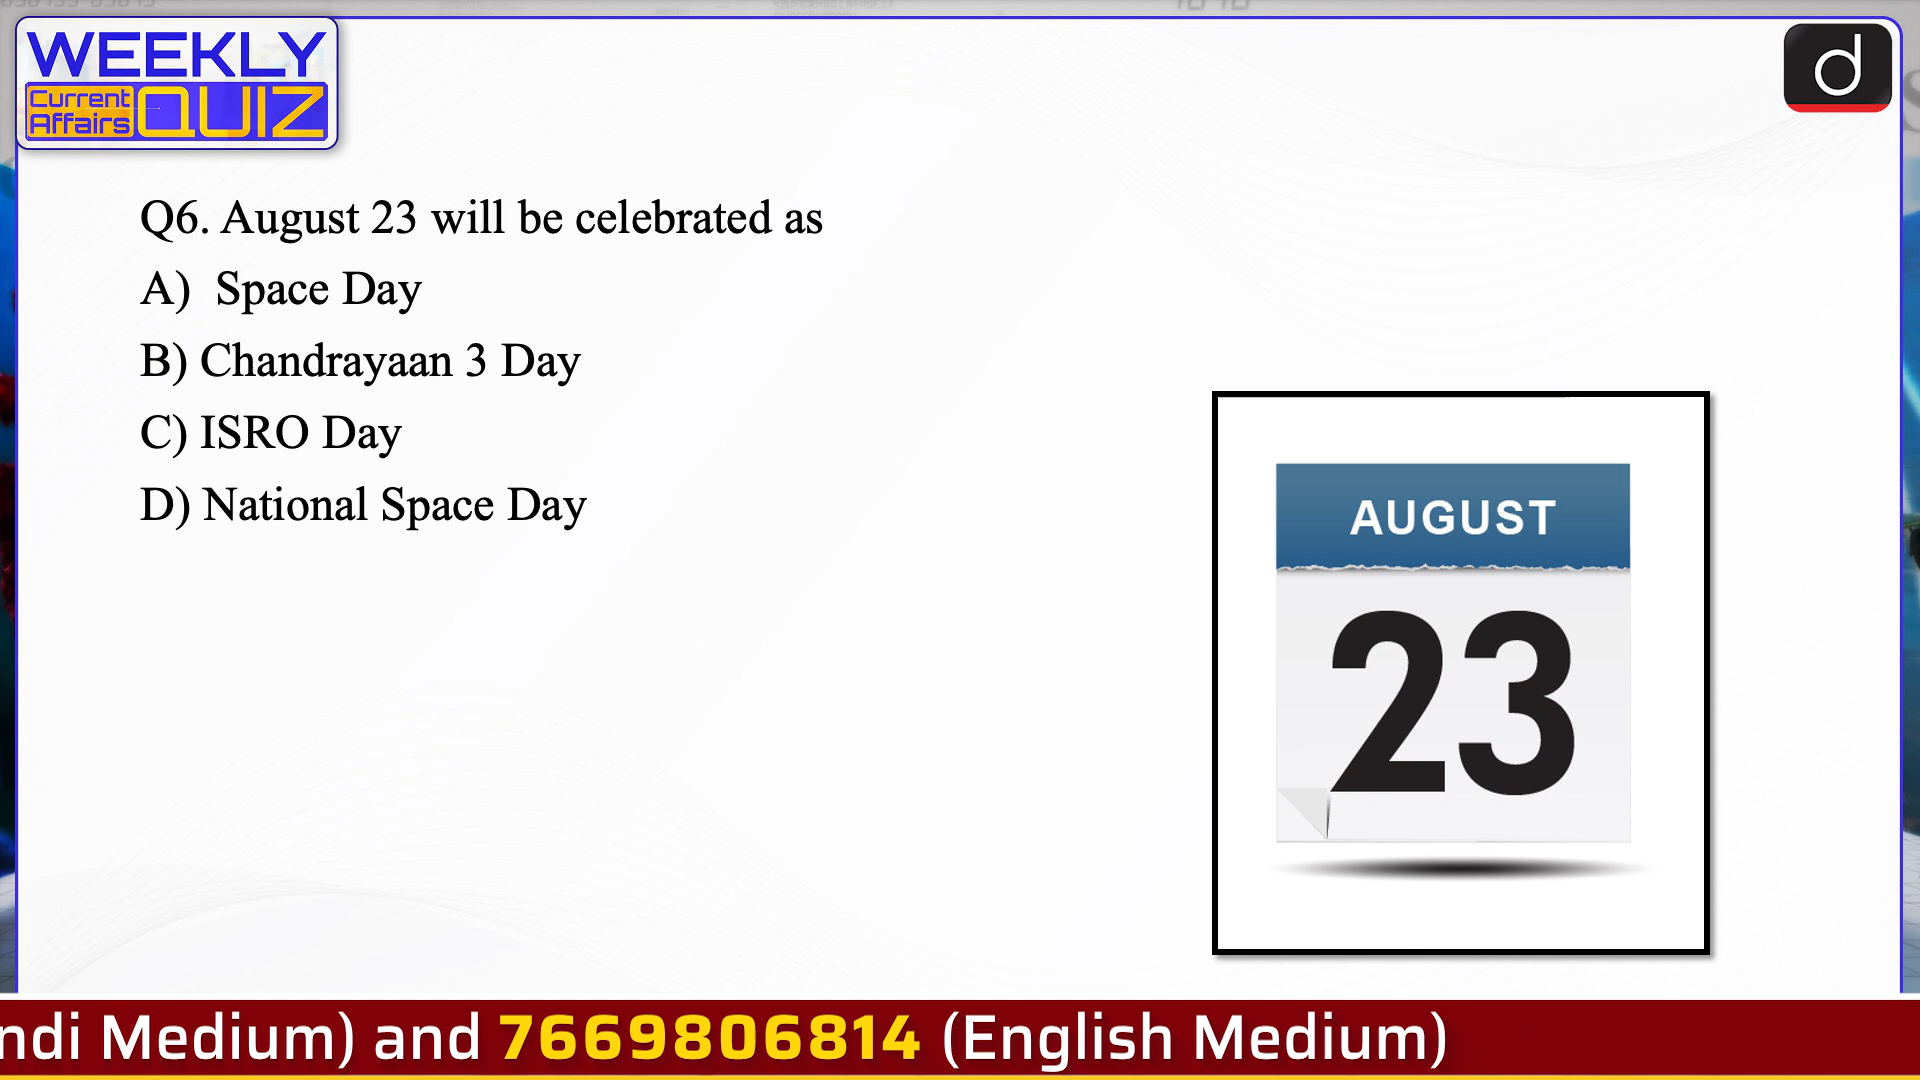 WEEKLY
Current
Affairs
QUIZ
d
Q6. August 23 will be celebrated as
A) Space Day
B) Chandrayaan 3 Day
C) ISRO Day
D) National Space Day
AUGUST
23
ndi Medium) and 7669806814 (English Medium)